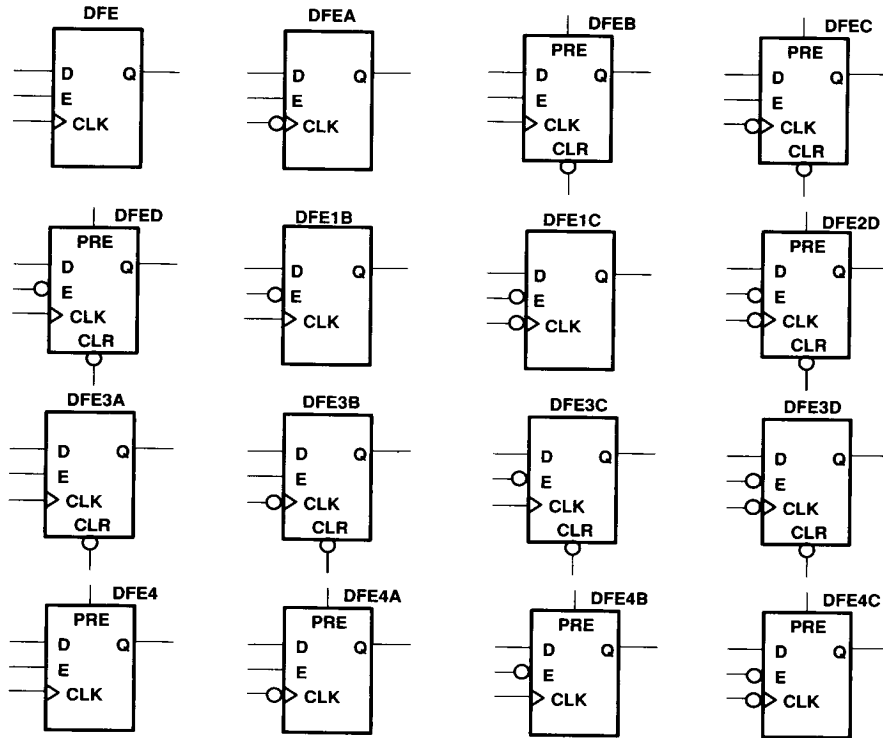 DFE
D Q
E
CLK
DFEA
D Q
E
CLK
DFEB
PRE
D Q
E
CLK
CLR
DFEC
PRE
D Q
E
CLK
CLR
DFED
PRE
D Q
E
CLK
CLR
DFE1B
D Q
E
CLK
DFE1C
D Q
E
CLK
DFE2D
PRE
D Q
E
CLK
CLR
DFE3A
D Q
E
CLK
CLR
DFE3B
D Q
E
CLK
CLR
DFE3C
D Q
E
CLK
CLR
DFE3D
D Q
E
CLK
CLR
DFE4
PRE
D Q
E
CLK
DFE4A
PRE
D Q
E
CLK
DFE4B
PRE
D Q
E
CLK
DFE4C
PRE
D Q
E
CLK